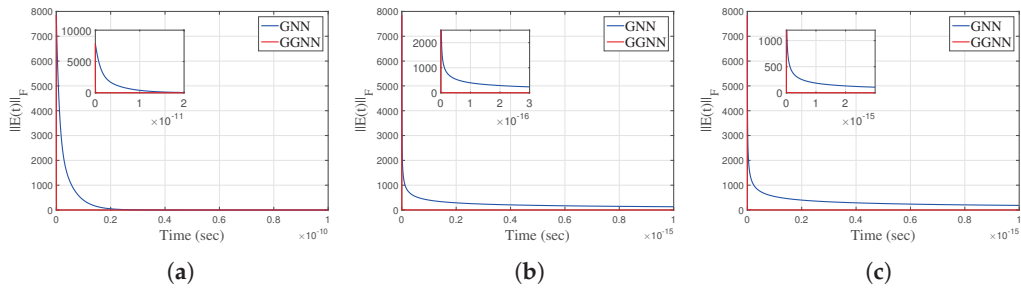 8000
7000
6000
5000
4000
3000
2000
1000
0
||E(t)||F
10000
5000
0
0 1 2
×10-11
GNN
GGNN
0 0.2 0.4 0.6 0.8 1
Time (sec)
×10-10
(a)
8000
7000
6000
5000
4000
3000
2000
1000
0
||E(t)||F
2000
1000
0
0 1 2 3
×10-16
GNN
GGNN
0 0.2 0.4 0.6 0.8 1
Time (sec)
×10-15
(b)
8000
7000
6000
5000
4000
3000
2000
1000
0
||E(t)||F
1000
500
0
0 1 2
×10-15
GNN
GGNN
0 0.2 0.4 0.6 0.8 1
Time (sec)
×10-15
(c)